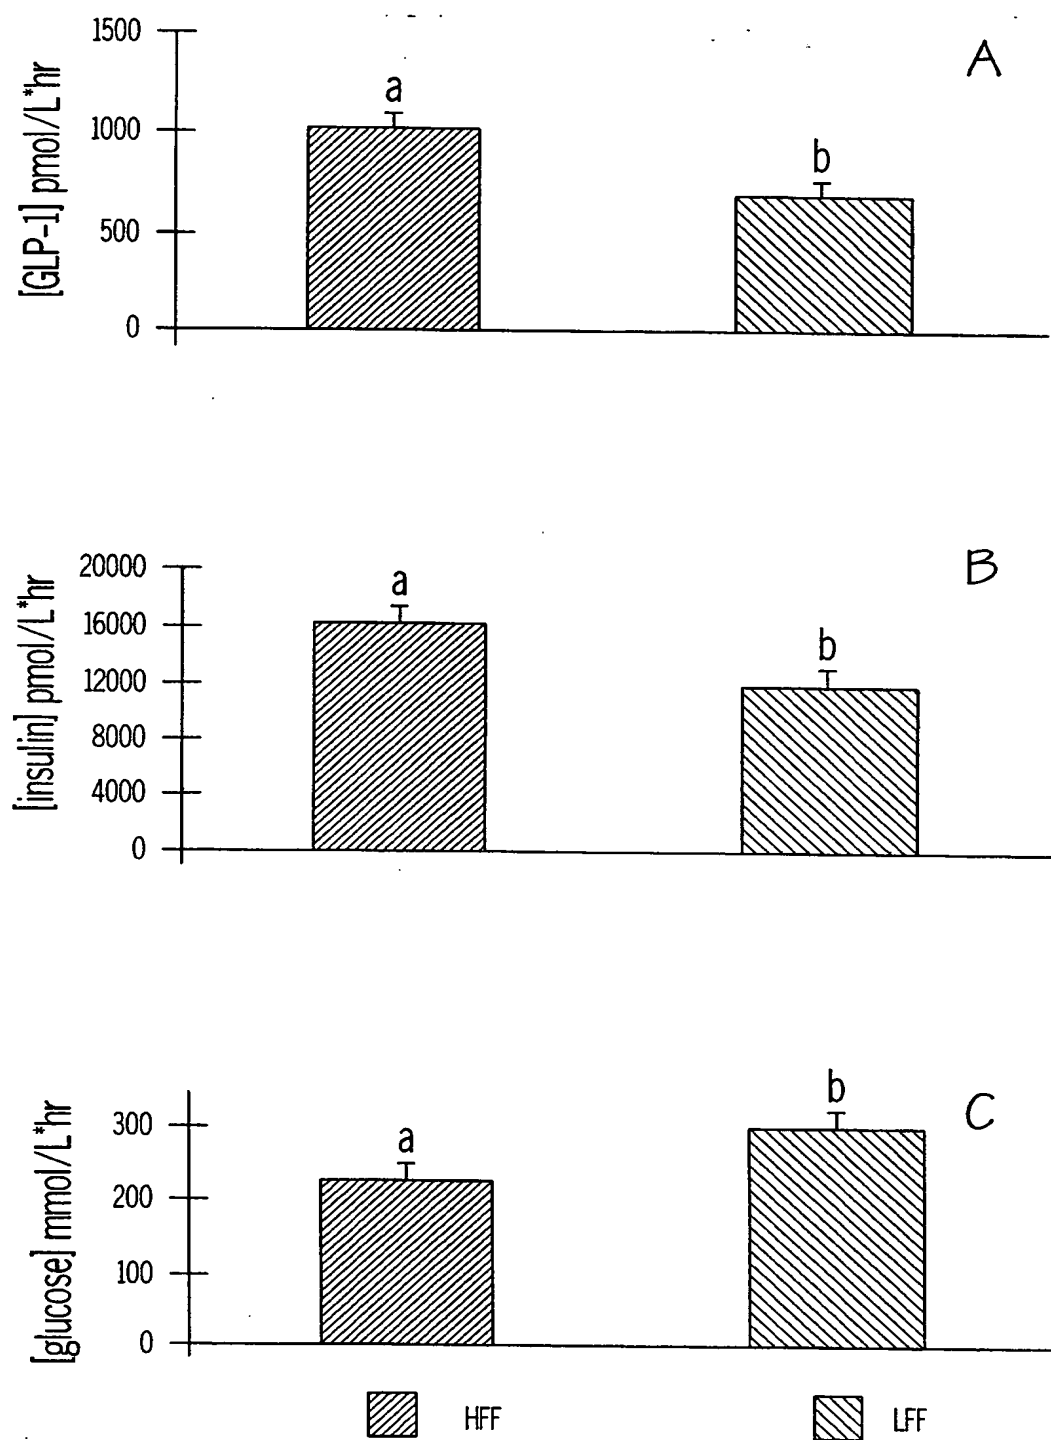 A
[GLP-1] pmol/L*hr
1500
1000
500
0
a
b
B
[insulin] pmol/L*hr
20000
16000
12000
8000
4000
0
a
b
C
[glucose] mmol/L*hr
300
200
100
0
a
b
HFF
LFF